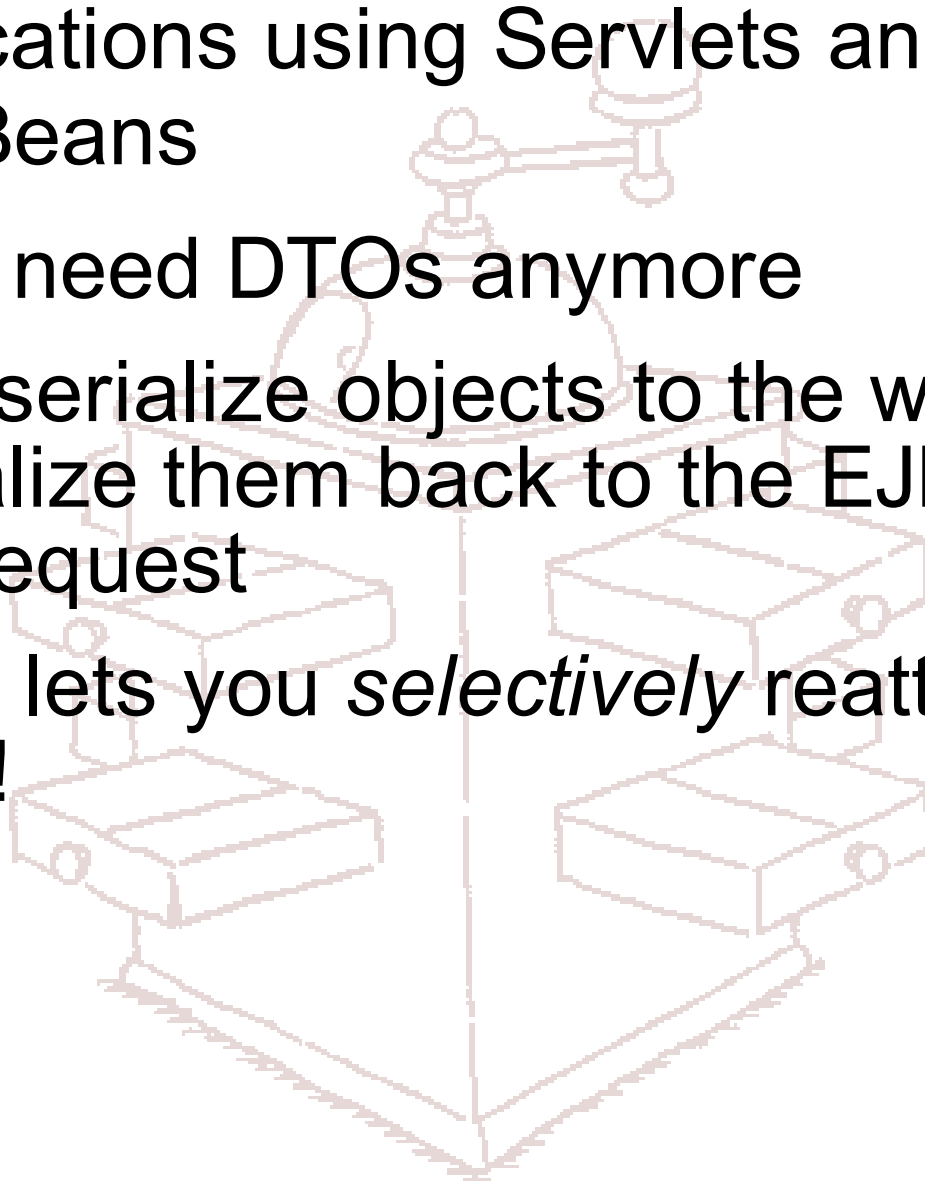 cations using Servlets an
Beans
need DTOs anymore
serialize objects to the w
alize them back to the EJ
equest
lets you selectively reatt
!